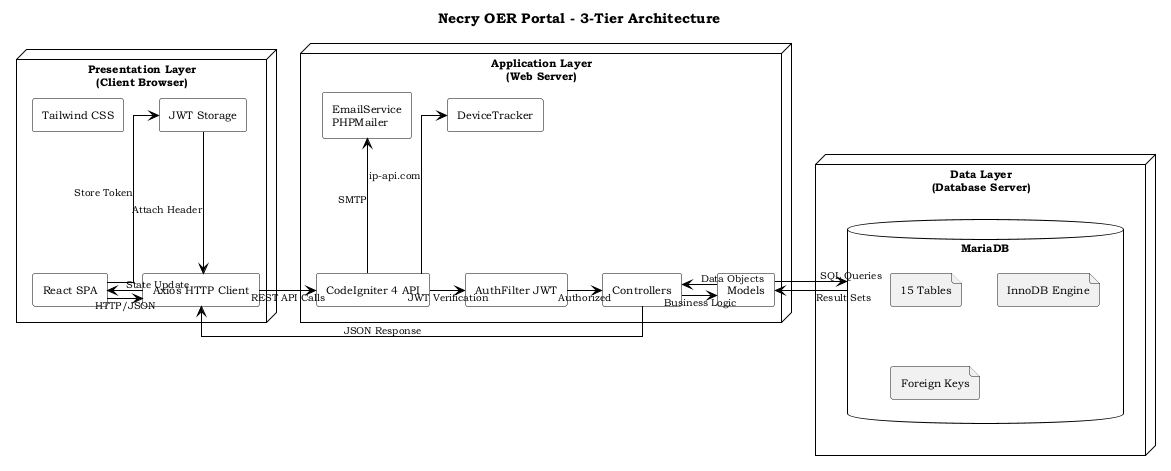 Necry OER Portal - 3-Tier Architecture
Presentation Layer
(Client Browser)
Tailwind CSS
JWT Storage
Store Token
Attach Header
React SPA
State Update
HTTP/JSON
Axios HTTP Client
REST API Calls
Application Layer
(Web Server)
EmailService
PHPMailer
DeviceTracker
ip-api.com
SMTP
CodeIgniter 4 API
JWT Verification
AuthFilter JWT
Authorized
Controllers
Data Objects
Business Logic
Models
JSON Response
SQL Queries
Result Sets
Data Layer
(Database Server)
MariaDB
15 Tables
InnoDB Engine
Foreign Keys